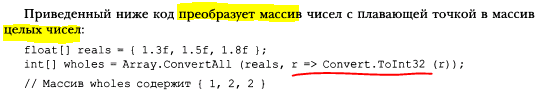 Приведенный ниже код преобразует массив чисел с плавающей точкой в массив
целых чисел:
float[] reals = { 1.3f, 1.5f, 1.8f };
int[] wholes = Array.ConvertAll (reals, r => Convert.ToInt32 (r));
// Массив wholes содержит { 1, 2, 2 }